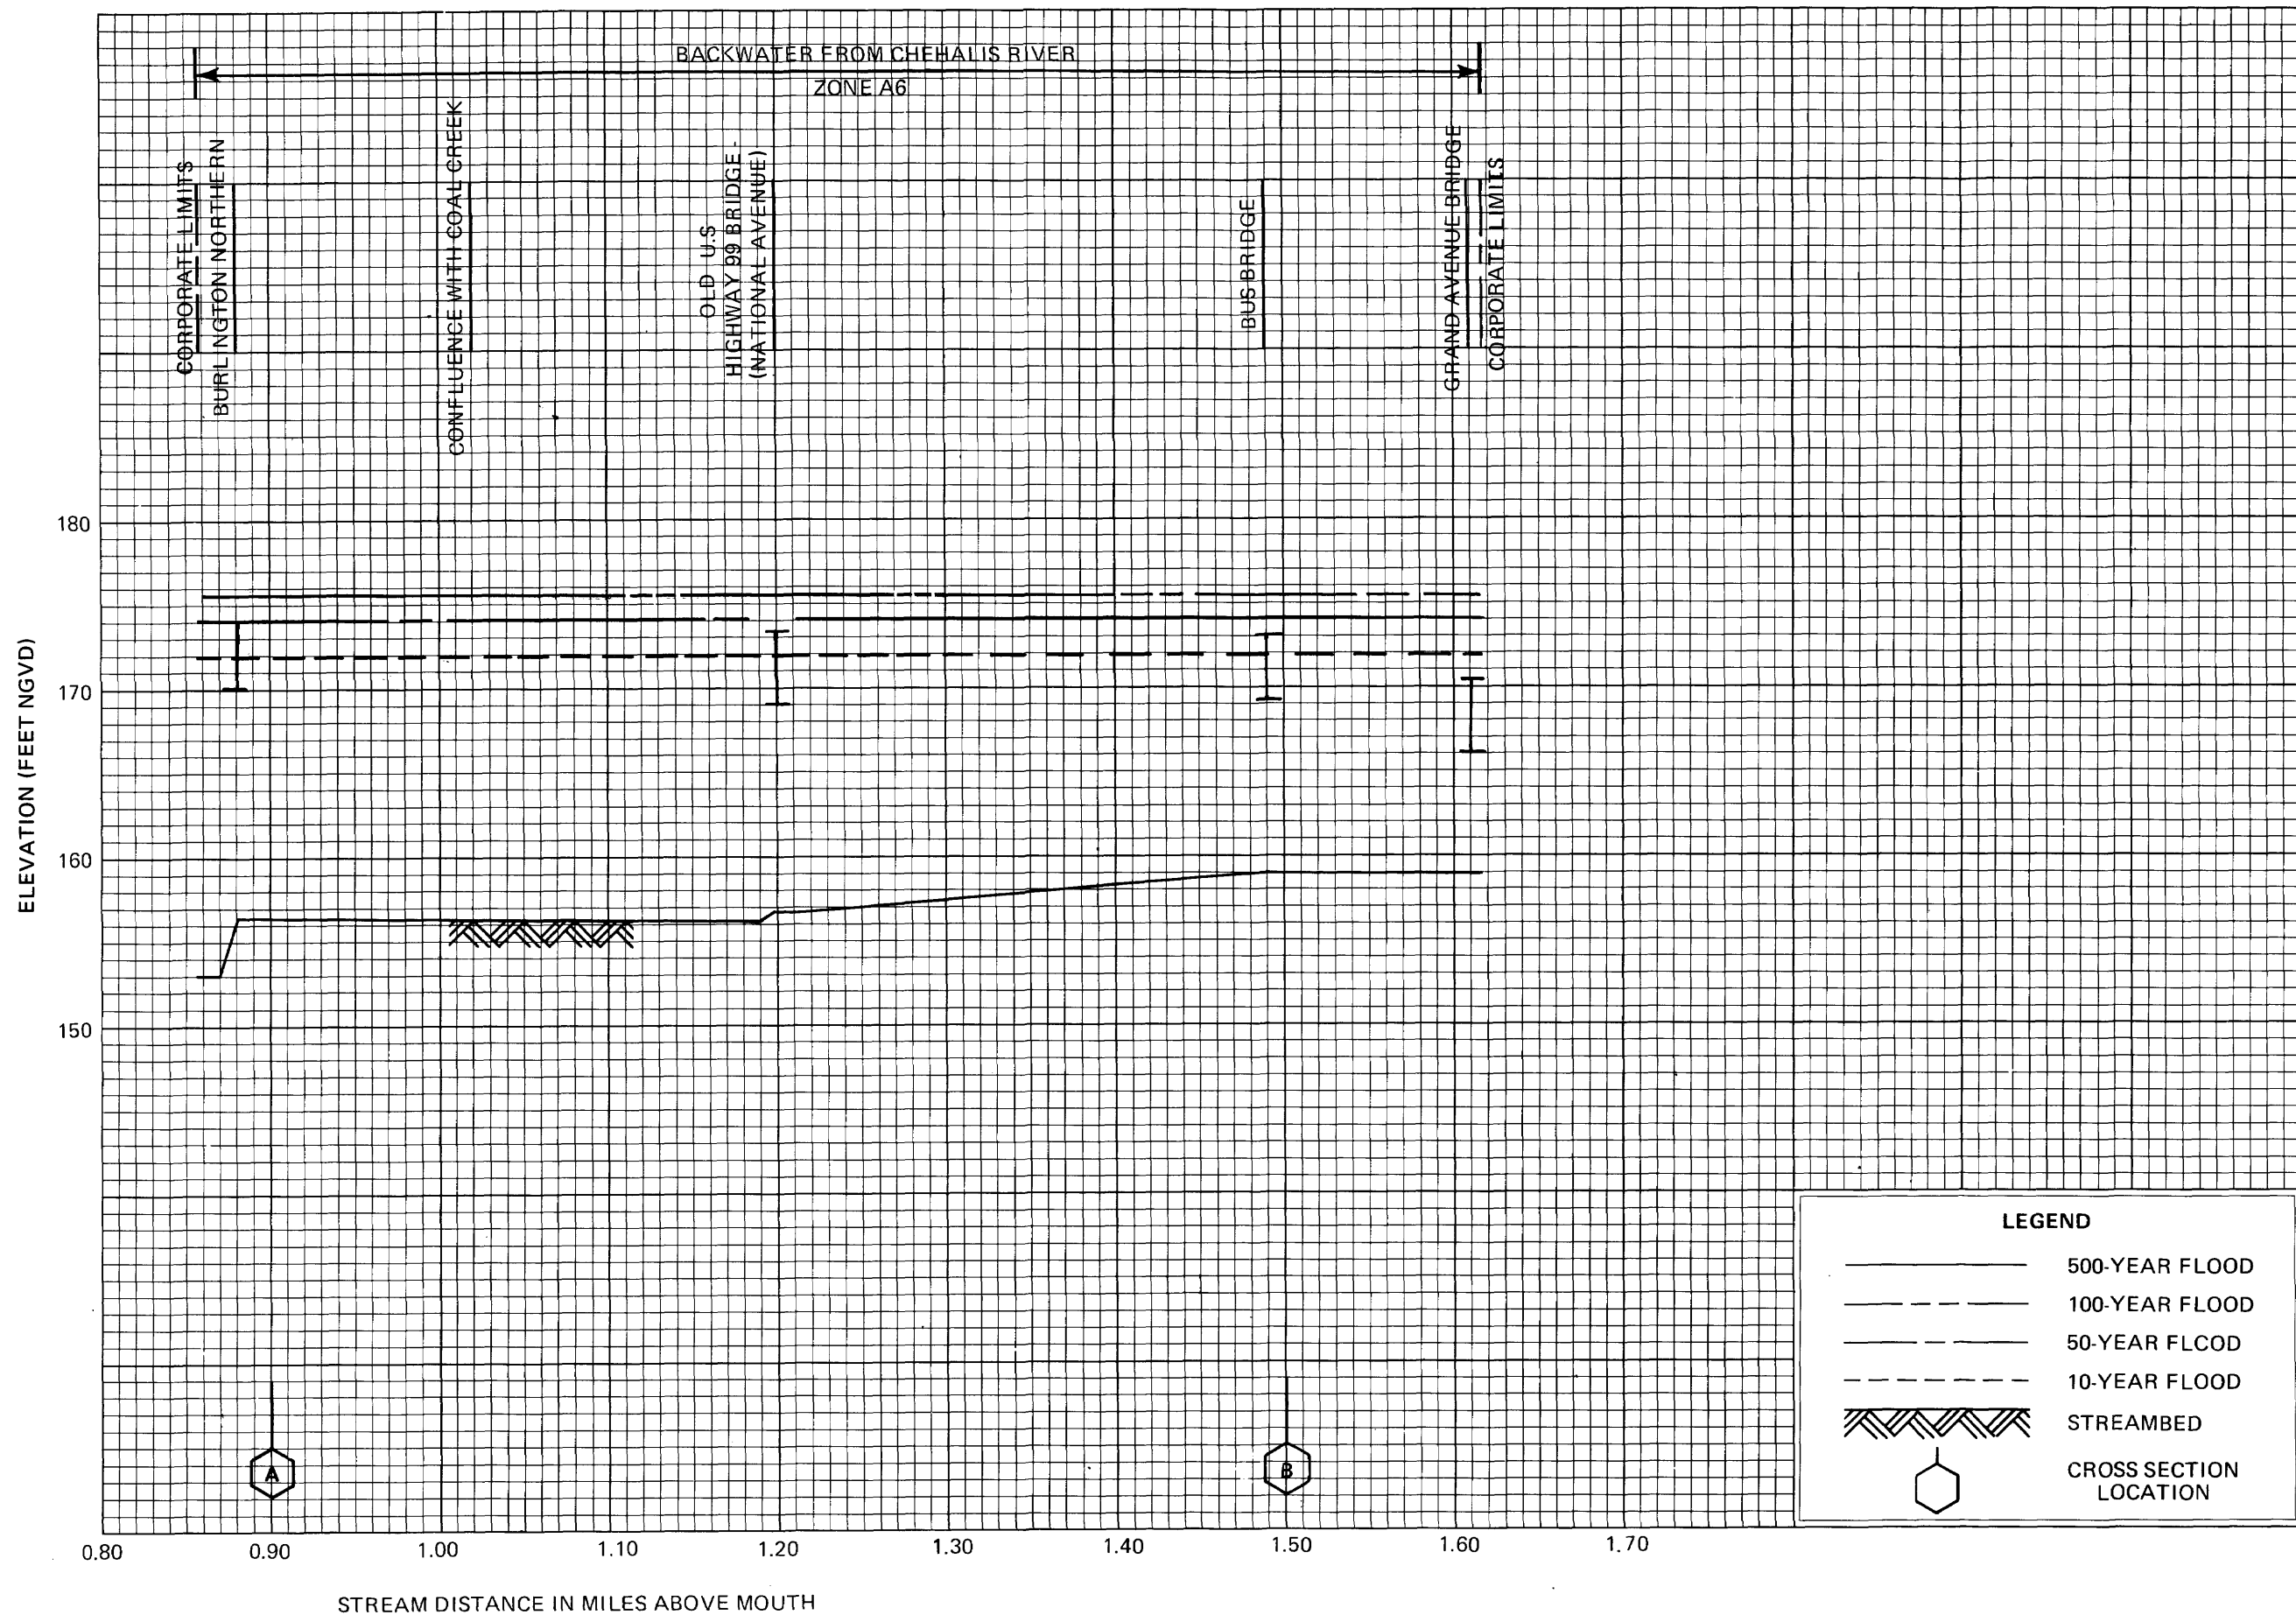 BACKWATER FROM CHEHALIS RIVER
ZONE A6
CORPORATE LIMITS
BURLINGTON NORTHERN
CONFLUENCE WITH COAL CREEK
OLD U.S
HIGHWAY 99 BRIDGE -
(NATIONAL AVENUE)
BUS BRIDGE
GRAND AVENUE BRIDGE
CORPORATE LIMITS
ELEVATION (FEET NGVD)
180
170
160
150
A
B
0.80 0.90 1.00 1.10 1.20 1.30 1.40 1.50 1.60 1.70
STREAM DISTANCE IN MILES ABOVE MOUTH
LEGEND
500-YEAR FLOOD
100-YEAR FLOOD
50-YEAR FLCOD
10-YEAR FLOOD
STREAMBED
CROSS SECTION
LOCATION